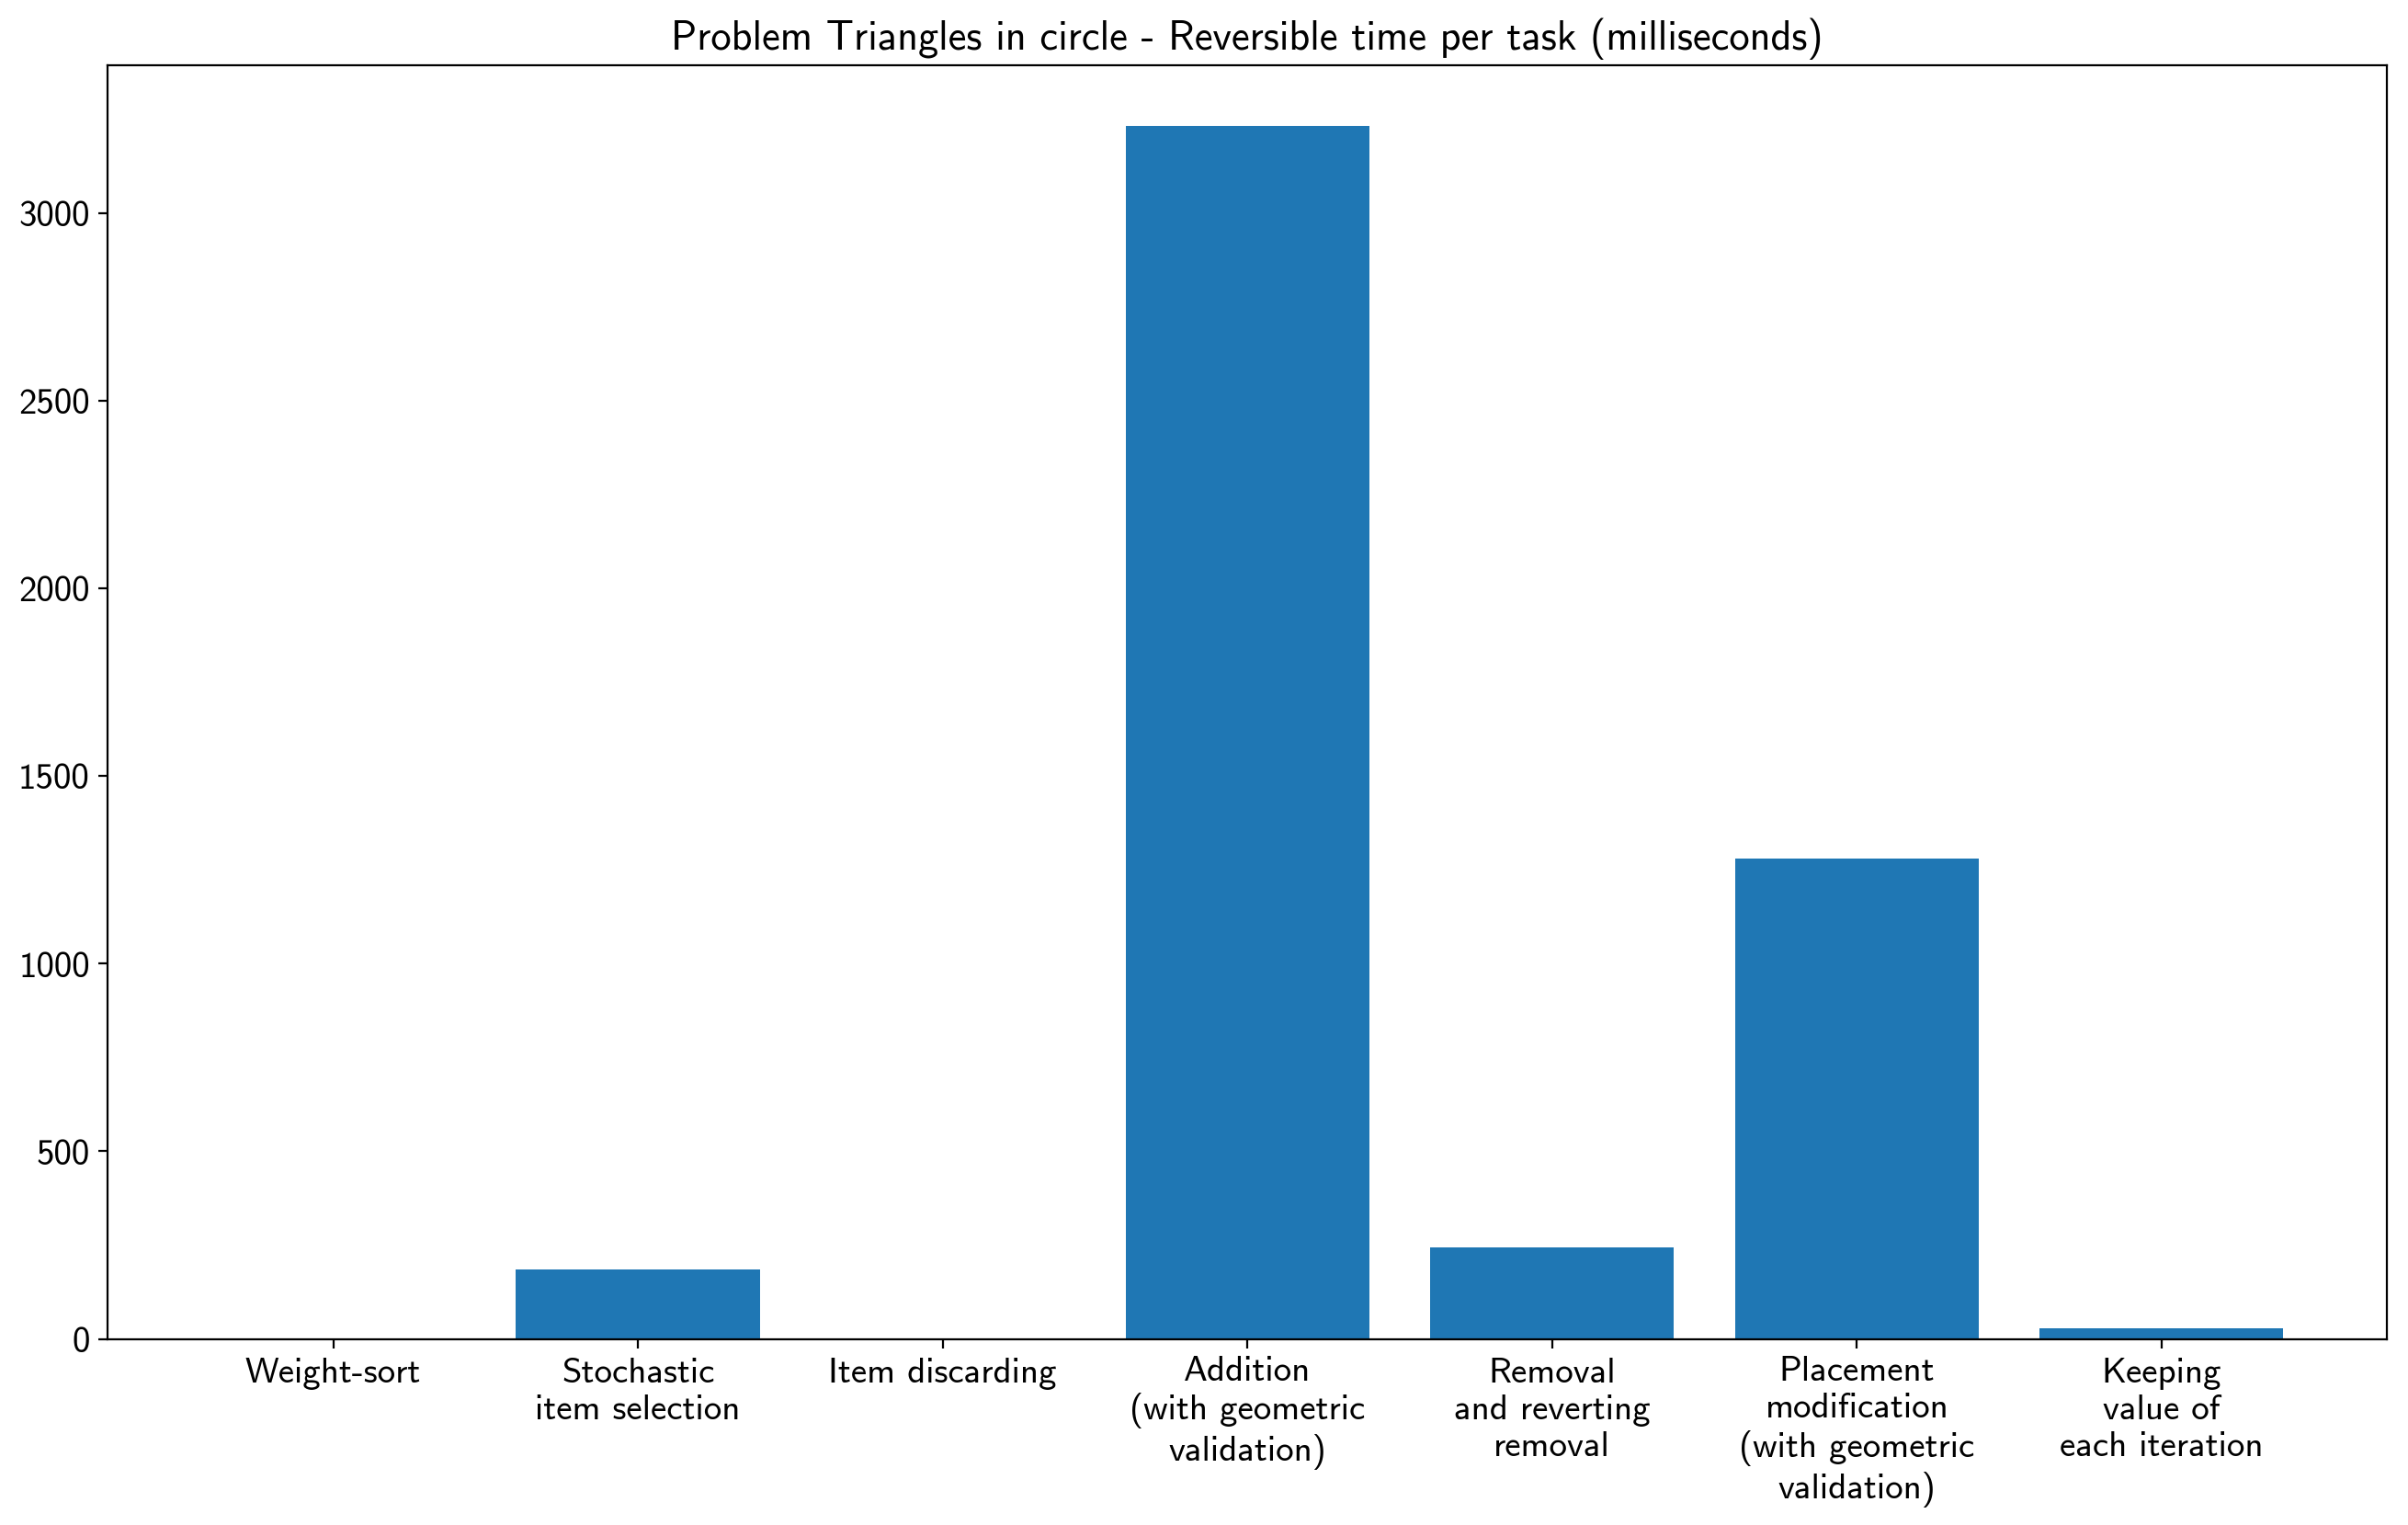 Problem Triangles in circle - Reversible time per task (milliseconds)
3000
2500
2000
1500
1000
500
0
Weight-sort
Stochastic
item selection
Item discarding
Addition
(with geometric
validation)
Removal
and reverting
removal
Placement
modification
(with geometric
validation)
Keeping
value of
each iteration